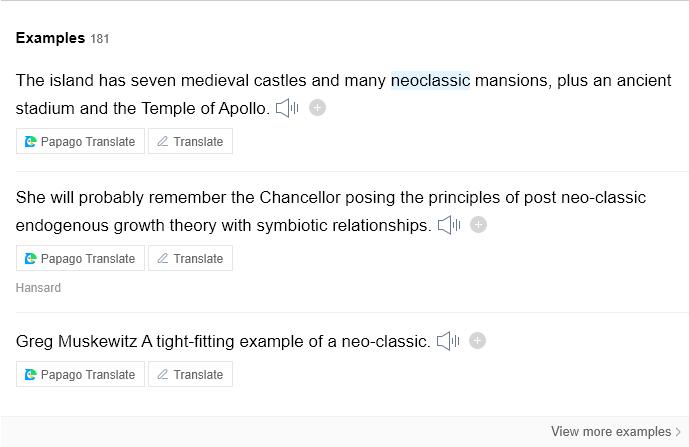 Examples 181
The island has seven medieval castles and many neoclassic mansions, plus an ancient
stadium and the Temple of Apollo.
Papago Translate Translate
She will probably remember the Chancellor posing the principles of post neo-classic
endogenous growth theory with symbiotic relationships.
Papago Translate Translate
Hansard
Greg Muskewitz A tight-fitting example of a neo-classic.
Papago Translate Translate
View more examples